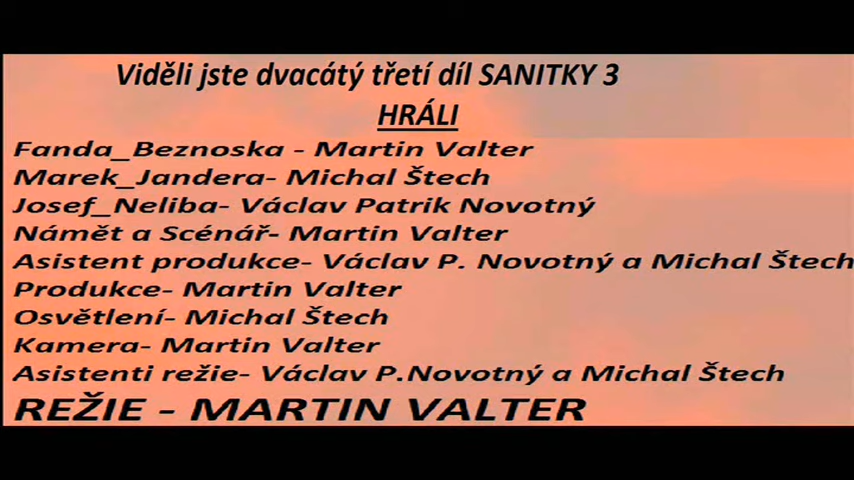 Viděli jste dvacátý třetí díl SANITKY 3
HRÁLI
Fanda_Beznoska - Martin Valter
Marek_Jandera- Michal Štech
Josef_Neliba- Václav Patrik Novotný
Námět a Scénář- Martin Valter
Asistent produkce- Václav P. Novotný a Michal Štech
Produkce- Martin Valter
Osvětlení- Michal Štech
Kamera- Martin Valter
Asistenti režie- Václav P.Novotný a Michal Štech
REŽIE - MARTIN VALTER